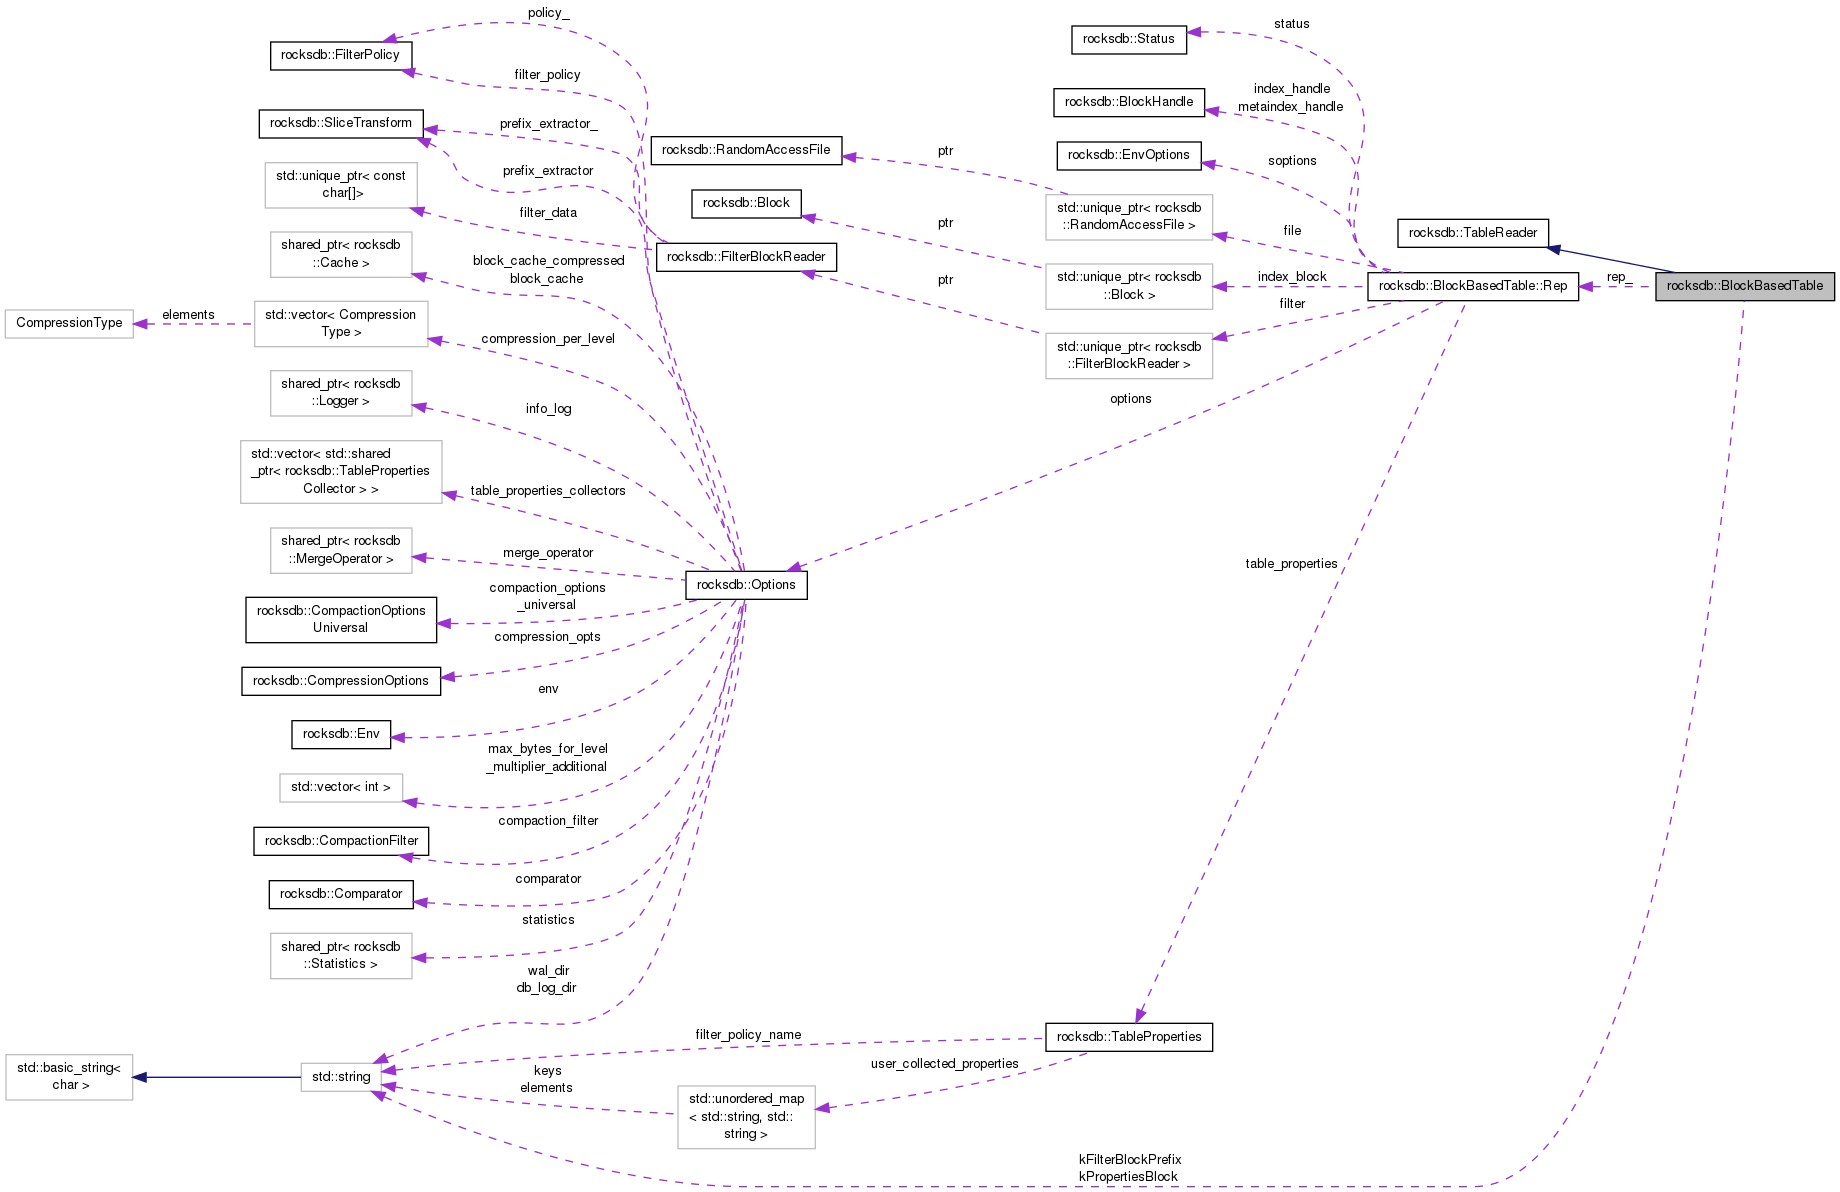 policy_
rocksdb::FilterPolicy
filter_policy
rocksdb::SliceTransform
prefix_extractor_
prefix_extractor
std::unique_ptr< const
char[]>
filter_data
shared_ptr< rocksdb
::Cache >
block_cache_compressed
block_cache
CompressionType
elements
std::vector< Compression
Type >
compression_per_level
shared_ptr< rocksdb
::Logger >
info_log
std::vector< std::shared
_ptr< rocksdb::TableProperties
Collector > >
table_properties_collectors
shared_ptr< rocksdb
::MergeOperator >
merge_operator
rocksdb::CompactionOptions
Universal
compaction_options
_universal
rocksdb::CompressionOptions
compression_opts
rocksdb::Env
env
std::vector< int >
max_bytes_for_level
_multiplier_additional
rocksdb::CompactionFilter
compaction_filter
rocksdb::Comparator
comparator
shared_ptr< rocksdb
::Statistics >
statistics
wal_dir
db_log_dir
std::basic_string<
char >
std::string
keys
elements
rocksdb::RandomAccessFile
rocksdb::Block
rocksdb::FilterBlockReader
rocksdb::Options
filter_policy_name
user_collected_properties
std::unordered_map
< std::string, std::
string >
ptr
ptr
ptr
rocksdb::Status
status
rocksdb::BlockHandle
index_handle
metaindex_handle
rocksdb::EnvOptions
soptions
std::unique_ptr< rocksdb
::RandomAccessFile >
file
std::unique_ptr< rocksdb
::Block >
index_block
std::unique_ptr< rocksdb
::FilterBlockReader >
filter
options
table_properties
rocksdb::TableProperties
kFilterBlockPrefix
kPropertiesBlock
rocksdb::TableReader
rocksdb::BlockBasedTable::Rep
rep_
rocksdb::BlockBasedTable